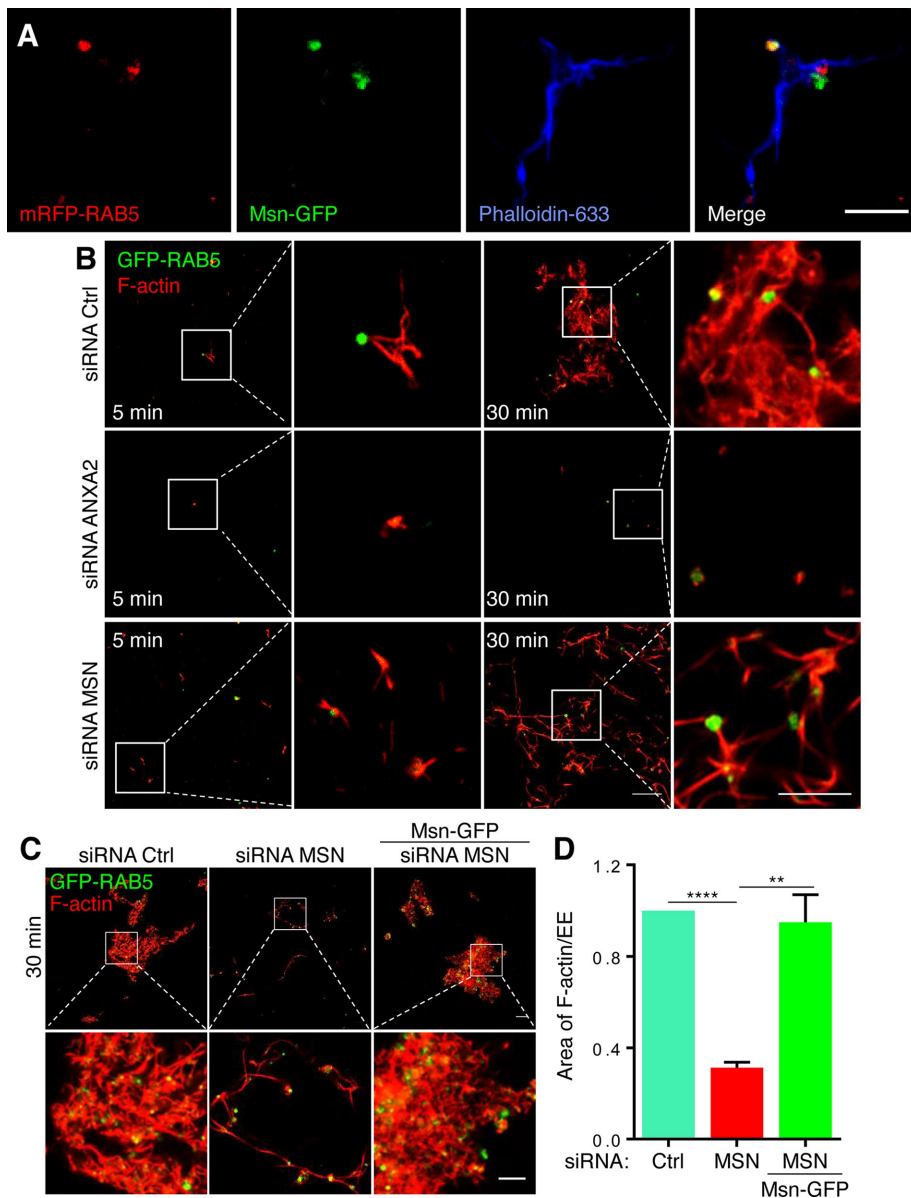 A
mRFP-RAB5
Msn-GFP
Phalloidin-633
Merge
B
GFP-RAB5
F-actin
siRNA Ctrl
5 min
30 min
siRNA ANXA2
5 min
30 min
siRNA MSN
5 min
30 min
C
siRNA Ctrl
siRNA MSN
Msn-GFP
siRNA MSN
GFP-RAB5
F-actin
30 min
D
Area of F-actin/EE
1.2
0.8
0.4
0.0
****
**
siRNA: Ctrl MSN MSN
Msn-GFP